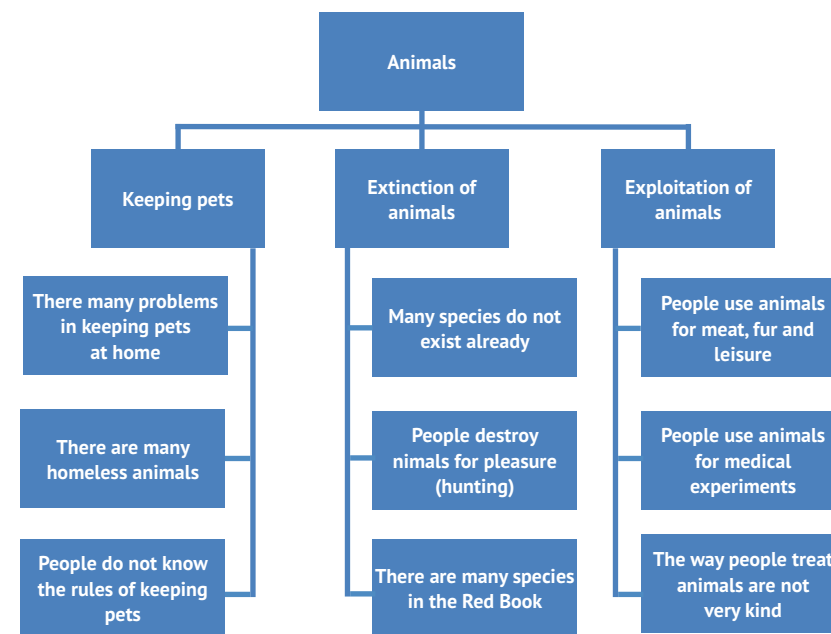 Animals
Keeping pets
There many problems
in keeping pets
at home
There are many
homeless animals
People do not know
the rules of keeping
pets
Extinction of
animals
Many species do not
exist already
People destroy
nimals for pleasure
(hunting)
There are many species
in the Red Book
Exploitation of
animals
People use animals
for meat, fur and
leisure
People use animals
for medical
experiments
The way people treat
animals are not
very kind